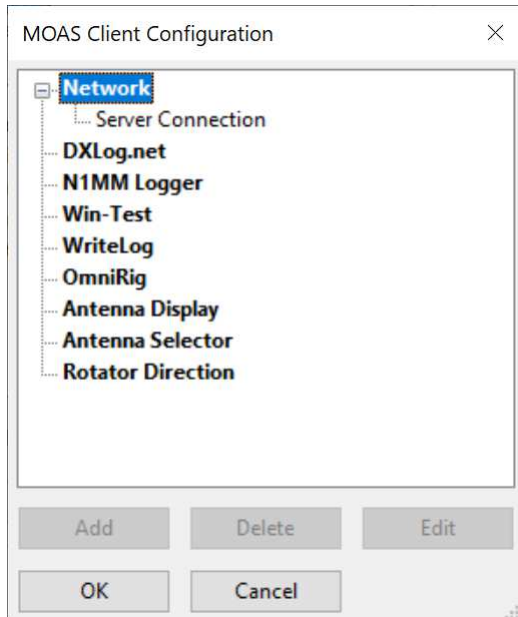 MOAS Client Configuration
Network
Server Connection
DXLog.net
N1MM Logger
Win-Test
WriteLog
OmniRig
Antenna Display
Antenna Selector
Rotator Direction
Add Delete Edit
OK Cancel